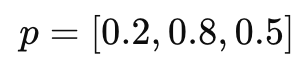 p = [0.2, 0.8, 0.5]